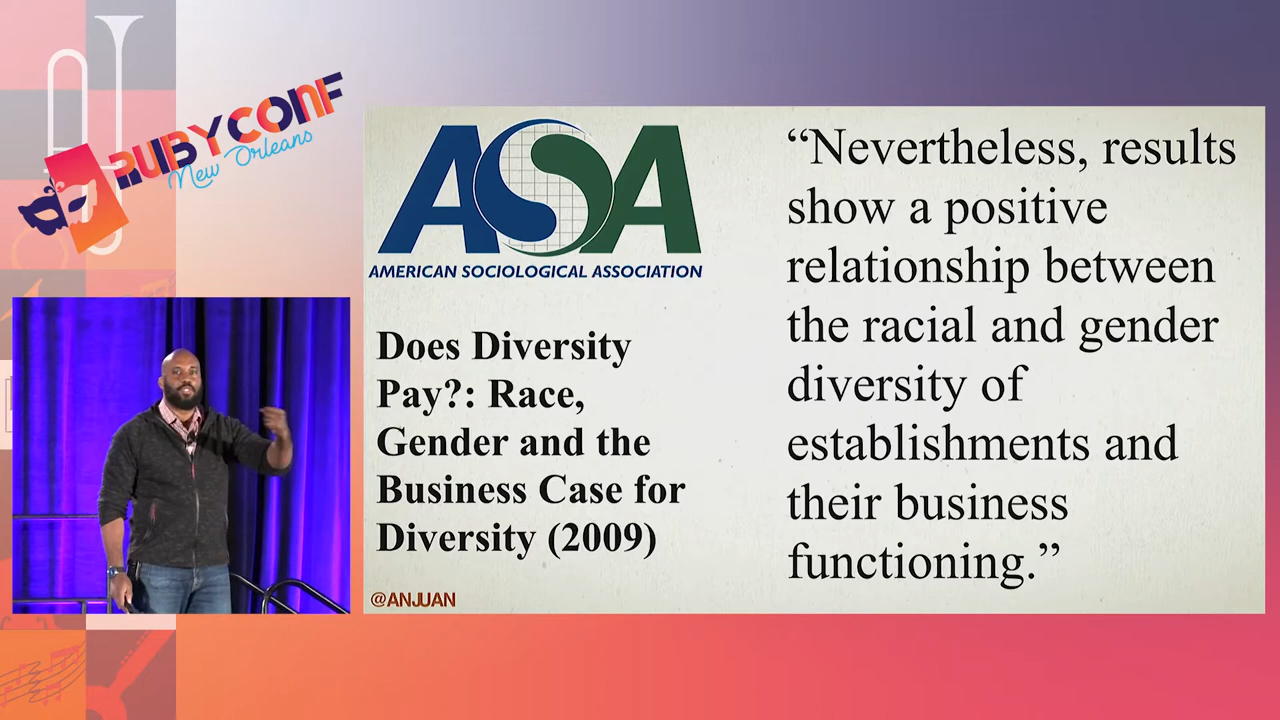 RUBYCONF
New Orleans
ASA
AMERICAN SOCIOLOGICAL ASSOCIATION
Does Diversity
Pay?: Race,
Gender and the
Business Case for
Diversity (2009)
@ANJUAN
“Nevertheless, results
show a positive
relationship between
the racial and gender
diversity of
establishments and
their business
functioning.”